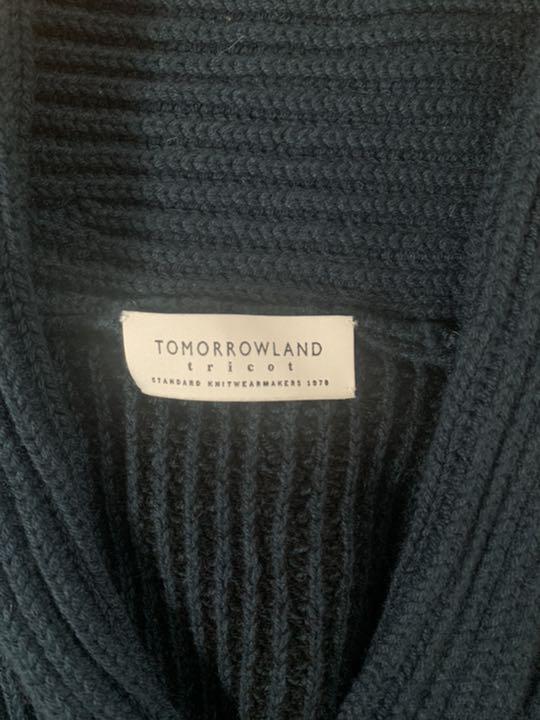 TOMORROWLAND
tricot
STANDARD KNITWEARMAKERS 1978